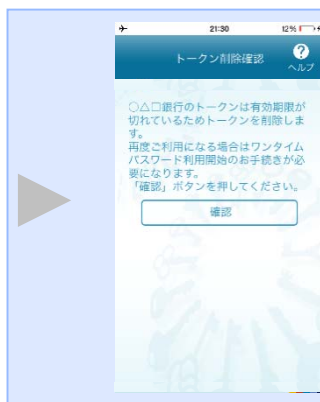 21:30
12%
トークン削除確認
?
ヘルプ
○△□銀行のトークンは有効期限が
切れているためトークンを削除しま
す。
再度ご利用になる場合はワンタイム
パスワード利用開始のお手続きが必
要になります。
「確認」ボタンを押してください。
確認